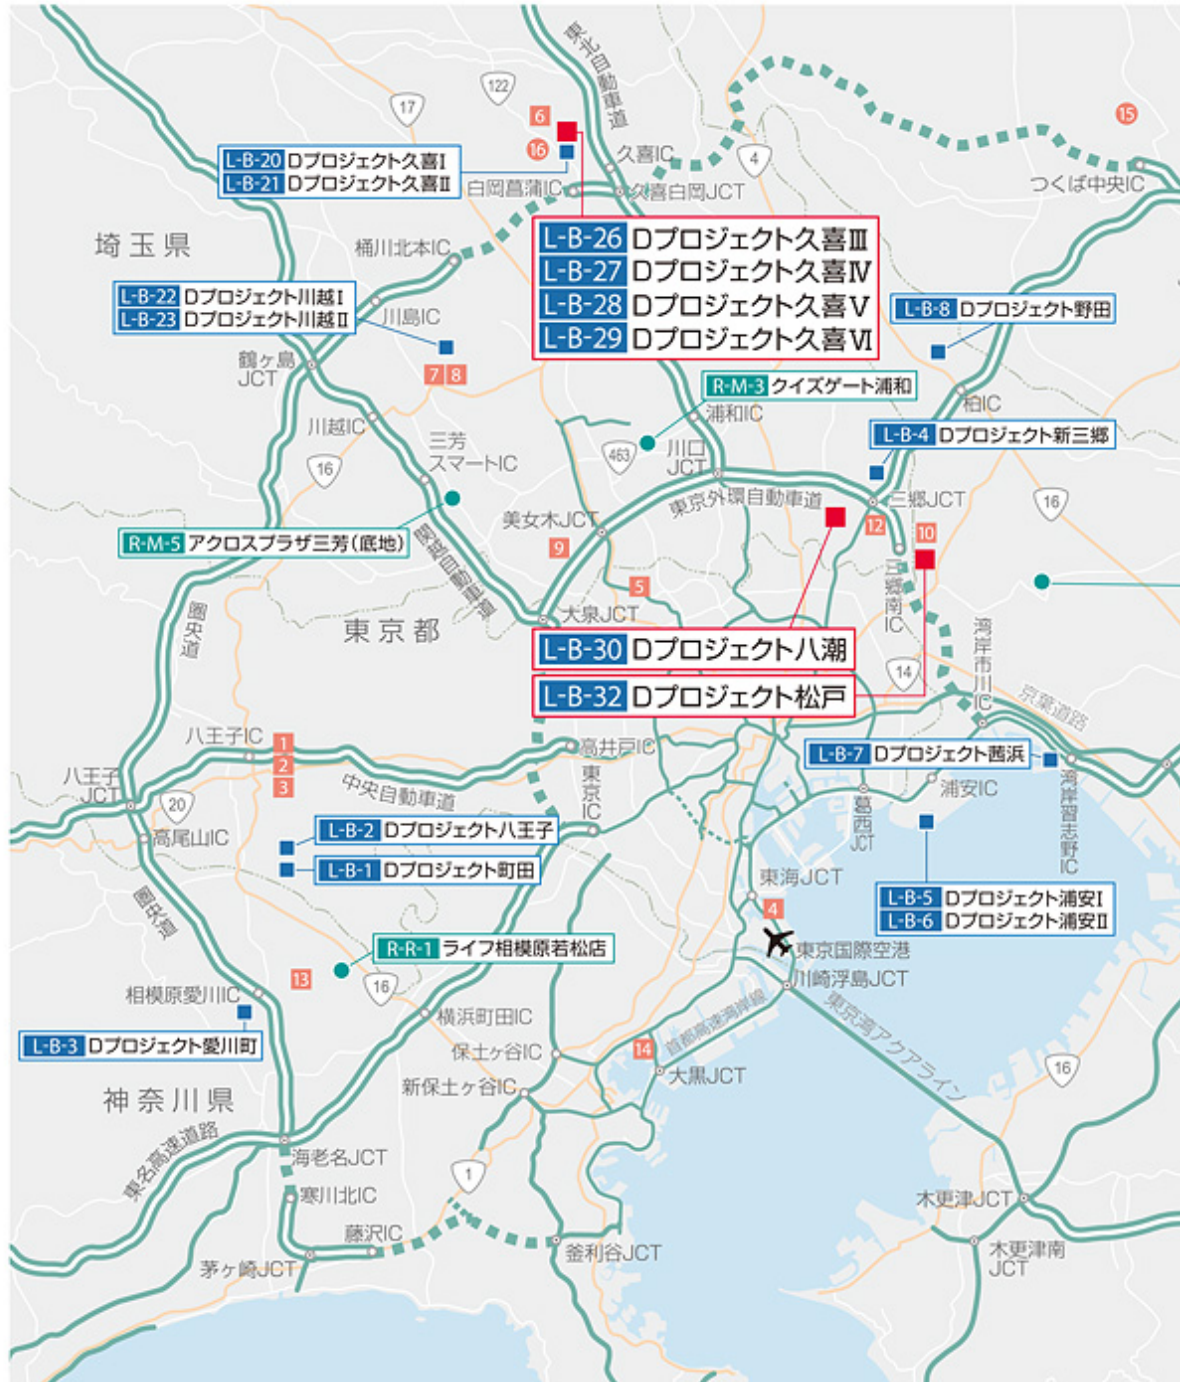 東北自動車道
122
17
6
15
16
4
久喜IC
L-B-20 Dプロジェクト久喜Ⅰ
L-B-21 Dプロジェクト久喜Ⅱ
白岡菖蒲IC
久喜白岡JCT
つくば中央IC
埼玉県
桶川北本IC
L-B-26 Dプロジェクト久喜Ⅲ
L-B-27 Dプロジェクト久喜Ⅳ
L-B-28 Dプロジェクト久喜Ⅴ
L-B-29 Dプロジェクト久喜Ⅵ
L-B-22 Dプロジェクト川越Ⅰ
L-B-23 Dプロジェクト川越Ⅱ
川島IC
L-B-8 Dプロジェクト野田
鶴ヶ島
JCT
7 8
R-M-3 クイズゲート浦和
柏IC
川越IC
浦和IC
三芳
スマートIC
16
463
川口
JCT
L-B-4 Dプロジェクト新三郷
東京外環自動車道
三郷JCT
16
美女木JCT
12
10
R-M-5 アクロスプラザ三芳(底地)
9
関越自動車道
5
三郷南IC
圏央道
東京都
大泉JCT
L-B-30 Dプロジェクト八潮
湾岸市川IC
14
L-B-32 Dプロジェクト松戸
京葉道路
八王子IC
1
2
3
高井戸IC
L-B-7 Dプロジェクト茜浜
八王子
JCT
中央自動車道
東京IC
浦安IC
葛西JCT
湾岸習志野IC
20
高尾山IC
L-B-2 Dプロジェクト八王子
L-B-1 Dプロジェクト町田
東海JCT
L-B-5 Dプロジェクト浦安Ⅰ
L-B-6 Dプロジェクト浦安Ⅱ
圏央道
4
R-R-1 ライフ相模原若松店
東京国際空港
13
16
川崎浮島JCT
相模原愛川IC
横浜町田IC
首都高速湾岸線
東京湾アクアライン
L-B-3 Dプロジェクト愛川町
保土ヶ谷IC
14
大黒JCT
16
新保土ヶ谷IC
神奈川県
東名高速道路
海老名JCT
1
寒川北IC
木更津JCT
藤沢IC
釜利谷JCT
木更津南
JCT
茅ヶ崎JCT